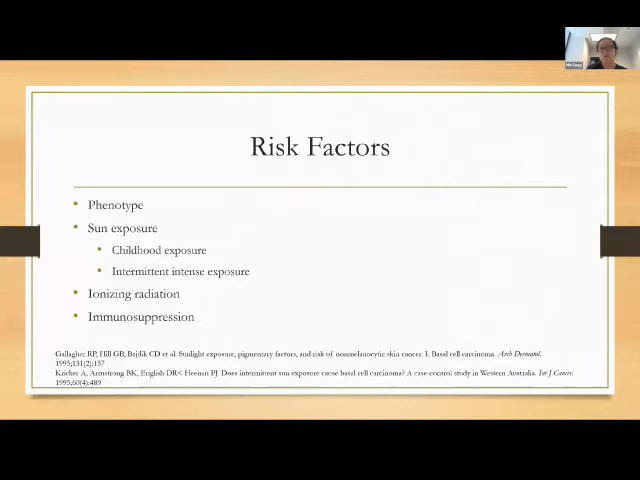 Risk Factors
Phenotype
Sun exposure
Childhood exposure
Intermittent intense exposure
Ionizing radiation
Immunosuppression
Gallagher RP, Hill GB, Bajdik CD et al. Sunlight exposure, pigmentary factors, and risk of nonmelanocytic skin cancer. I. Basal cell carcinoma. Arch Dermatol.
1995;131(2):157
Kricker A, Armstrong BK, English DR< Heenan PJ. Does intermittent sun exposure cause basal cell carcinoma? A case-control study in Western Australia. Int J Cancer.
1995;60(4):489